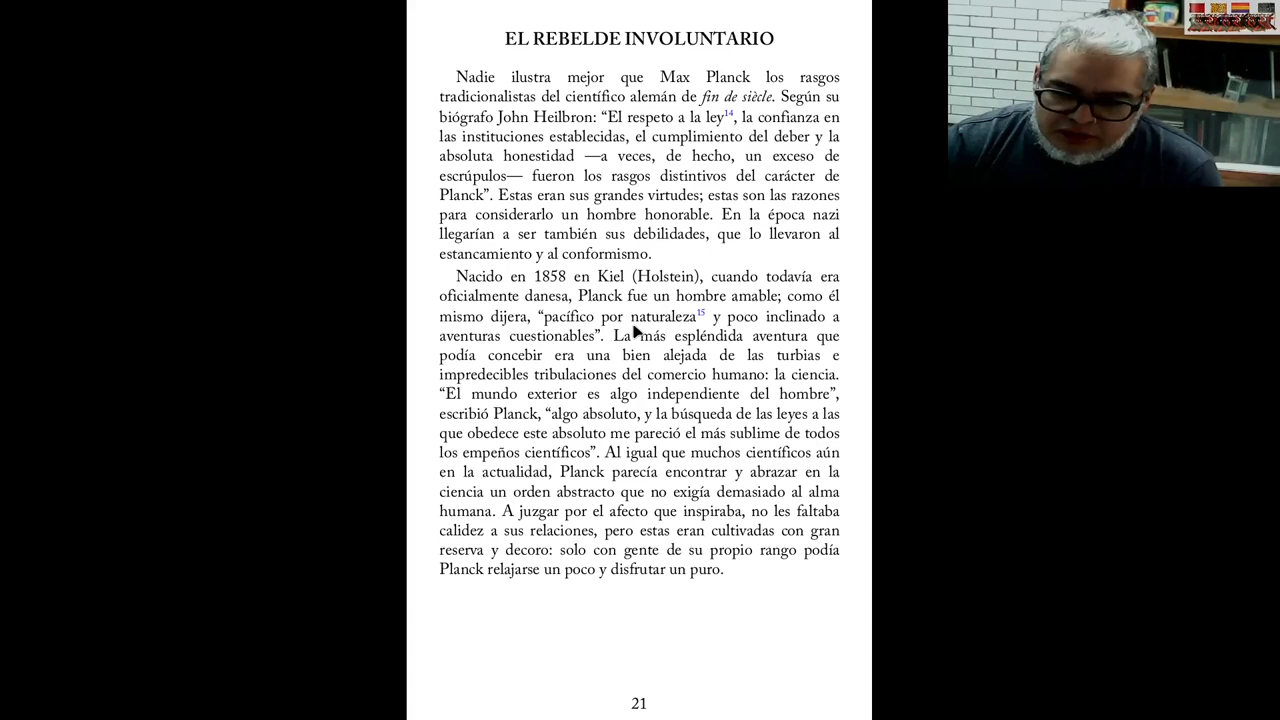 EL REBELDE INVOLUNTARIO
Nadie ilustra mejor que Max Planck los rasgos
tradicionalistas del científico alemán de fin de siècle. Según su
biógrafo John Heilbron: “El respeto a la ley14, la confianza en
las instituciones establecidas, el cumplimiento del deber y la
absoluta honestidad —a veces, de hecho, un exceso de
escrúpulos— fueron los rasgos distintivos del carácter de
Planck”. Estas eran sus grandes virtudes; estas son las razones
para considerarlo un hombre honorable. En la época nazi
llegarían a ser también sus debilidades, que lo llevaron al
estancamiento y al conformismo.
Nacido en 1858 en Kiel (Holstein), cuando todavía era
oficialmente danesa, Planck fue un hombre amable; como él
mismo dijera, “pacífico por naturaleza15 y poco inclinado a
aventuras cuestionables”. La más espléndida aventura que
podía concebir era una bien alejada de las turbias e
impredecibles tribulaciones del comercio humano: la ciencia.
“El mundo exterior es algo independiente del hombre”,
escribió Planck, “algo absoluto, y la búsqueda de las leyes a las
que obedece este absoluto me pareció el más sublime de todos
los empeños científicos”. Al igual que muchos científicos aún
en la actualidad, Planck parecía encontrar y abrazar en la
ciencia un orden abstracto que no exigía demasiado al alma
humana. A juzgar por el afecto que inspiraba, no les faltaba
calidez a sus relaciones, pero estas eran cultivadas con gran
reserva y decoro: solo con gente de su propio rango podía
Planck relajarse un poco y disfrutar un puro.
21